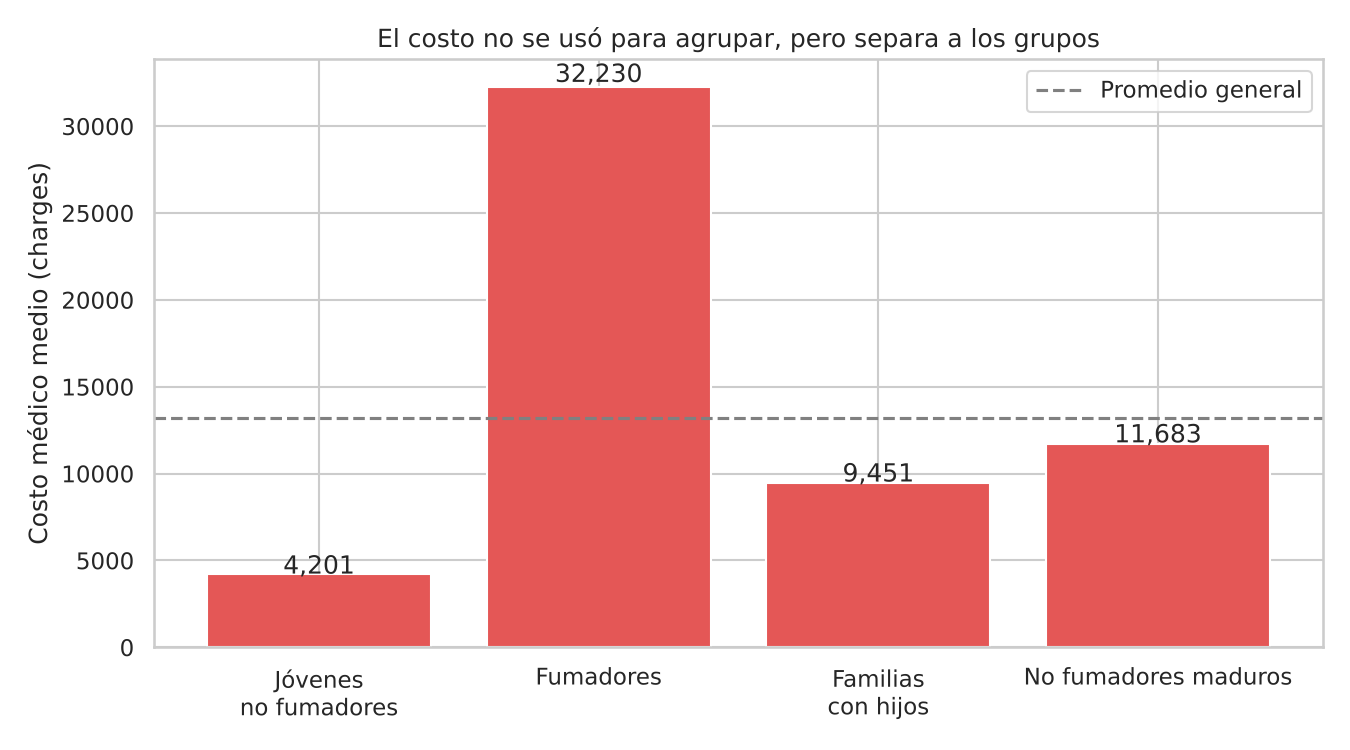 El costo no se usó para agrupar, pero separa a los grupos
Promedio general
Costo médico medio (charges)
30000
25000
20000
15000
10000
5000
0
4,201
32,230
9,451
11,683
Jóvenes
no fumadores
Fumadores
Familias
con hijos
No fumadores maduros